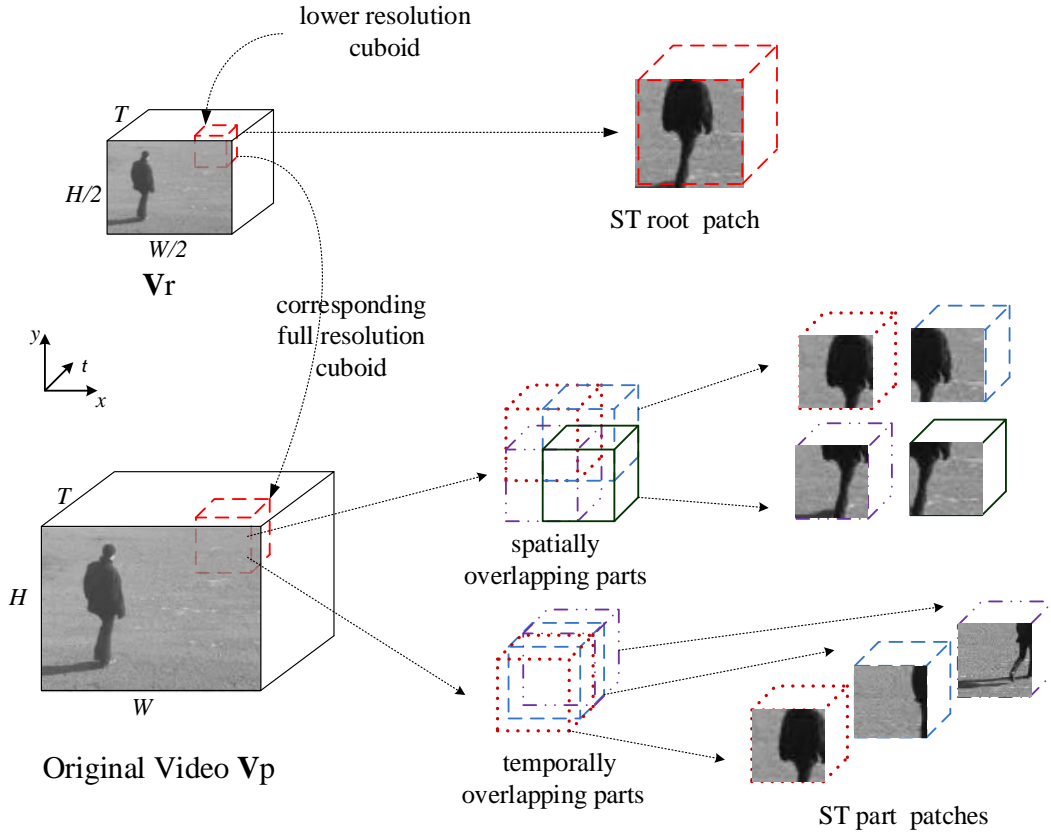 lower resolution
cuboid
T
H/2
W/2
Vr
ST root patch
corresponding
full resolution
cuboid
y
t
x
T
H
W
Original Video Vp
spatially
overlapping parts
temporally
overlapping parts
ST part patches